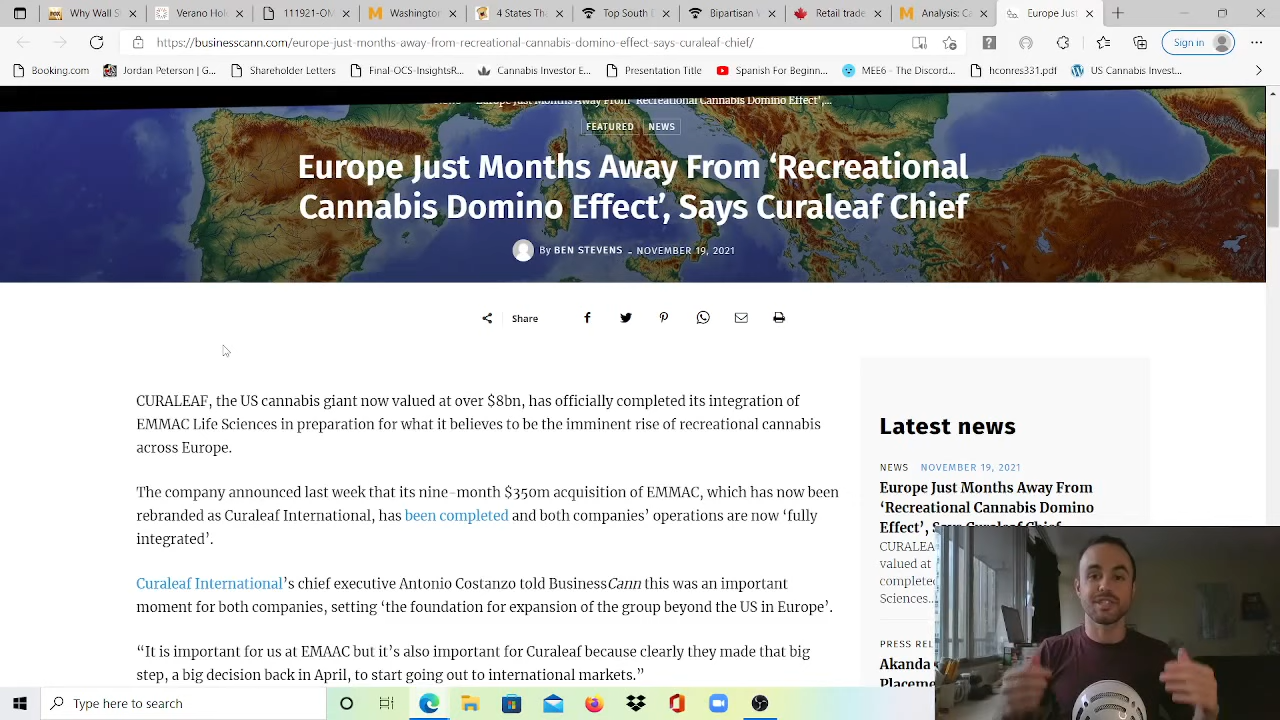 Why Wall S
Verano Hol
111921-Def
Washington
4 States Th
Away South
Bipartisan
Retail trade
Analysis: Ca
Europe Just
https://businesscann.com/europe-just-months-away-from-recreational-cannabis-domino-effect-says-curaleaf-chief/
Sign in
Booking.com
Jordan Peterson | G...
Shareholder Letters
Final-OCS-InsightsR...
Cannabis Investor E...
Presentation Title
Spanish For Beginn...
MEE6 - The Discord...
hconres331.pdf
US Cannabis Invest...
News Europe Just Months Away From 'Recreational Cannabis Domino Effect',...
FEATURED NEWS
Europe Just Months Away From ‘Recreational
Cannabis Domino Effect’, Says Curaleaf Chief
By BEN STEVENS - NOVEMBER 19, 2021
Share
CURALEAF, the US cannabis giant now valued at over $8bn, has officially completed its integration of
EMMAC Life Sciences in preparation for what it believes to be the imminent rise of recreational cannabis
across Europe.
The company announced last week that its nine-month $350m acquisition of EMMAC, which has now been
rebranded as Curaleaf International, has been completed and both companies’ operations are now ‘fully
integrated’.
Curaleaf International’s chief executive Antonio Costanzo told BusinessCann this was an important
moment for both companies, setting ‘the foundation for expansion of the group beyond the US in Europe’.
“It is important for us at EMAAC but it’s also important for Curaleaf because clearly they made that big
step, a big decision back in April, to start going out to international markets.”
Latest news
NEWS NOVEMBER 19, 2021
Europe Just Months Away From
‘Recreational Cannabis Domino
Effect’, Says Curaleaf Chief
CURALEA
valued at
completed
Sciences...
PRESS REL
Akanda
Placeme
Type here to search